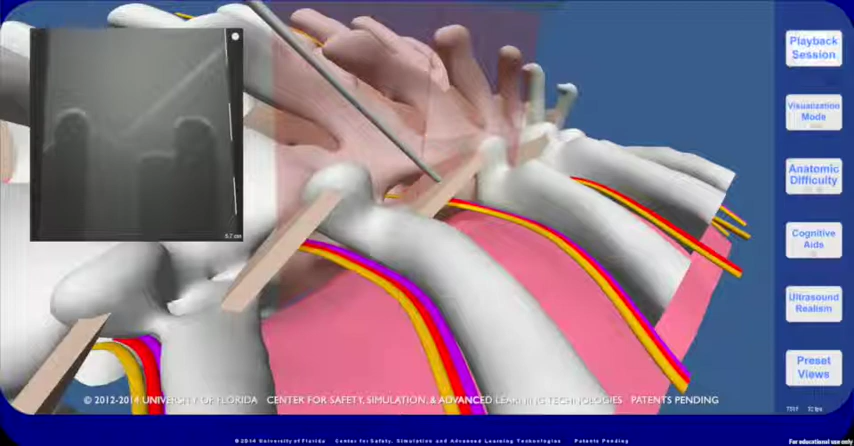 Playback
Session
Visualization
Mode
Anatomic
Difficulty
Cognitive
Aids
Ultrasound
Realism
Preset
Views
5.7 cm
© 2012-2014 UNIVERSITY OF FLORIDA CENTER FOR SAFETY, SIMULATION, & ADVANCED LEARNING TECHNOLOGIES PATENTS PENDING
©2014 University of Florida Center for Safety, Simulation and Advanced Learning Technologies Patents Pending
For educational use only